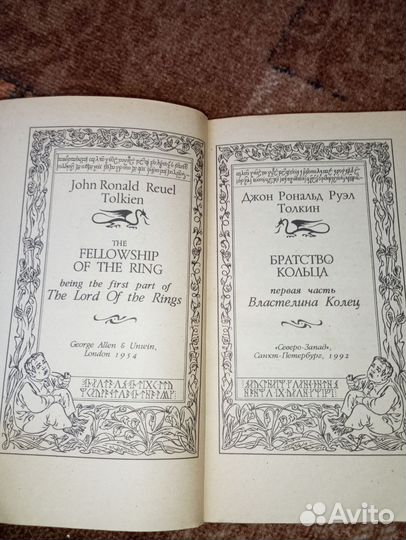 John Ronald Reuel
Tolkien
THE
FELLOWSHIP
OF THE RING
being the first part of
The Lord Of the Rings
George Allen & Unwin,
London 1954
Джон Рональд Руэл
Толкин
БРАТСТВО
КОЛЬЦА
первая часть
Властелина Колец
«Северо-Запад»,
Санкт-Петербург, 1992
Avito